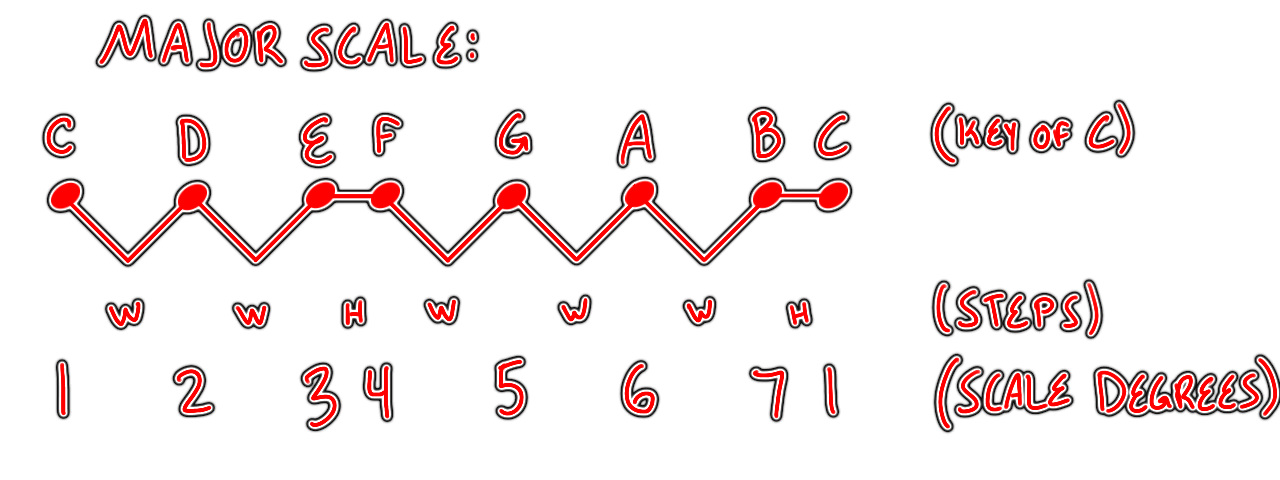 MAJOR SCALE:
C D E F G A B C (KEY OF C)
W W H W W W H (STEPS)
1 2 3 4 5 6 7 1 (SCALE DEGREES)